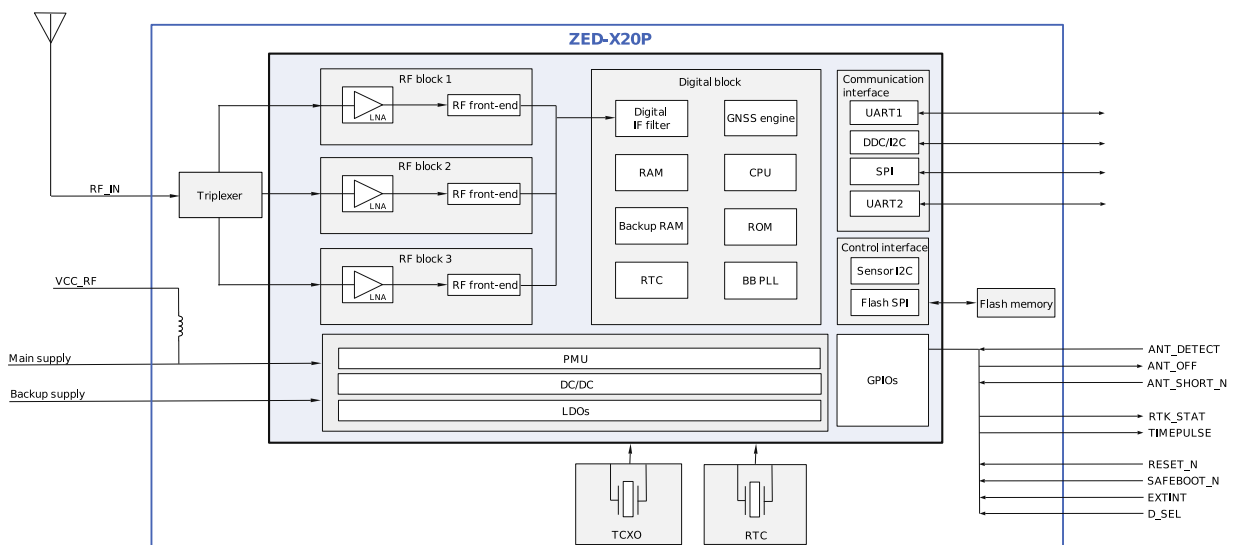 ZED-X20P
RF block 1
LNA
RF front-end
RF block 2
LNA
RF front-end
RF block 3
LNA
RF front-end
RF_IN
Triplexer
VCC_RF
Main supply
Backup supply
Digital block
Digital
IF filter
GNSS engine
RAM
CPU
Backup RAM
ROM
RTC
BB PLL
Communication
interface
UART1
DDC/I2C
SPI
UART2
Control interface
Sensor I2C
Flash SPI
Flash memory
PMU
DC/DC
LDOs
GPIOs
ANT_DETECT
ANT_OFF
ANT_SHORT_N
RTK_STAT
TIMEPULSE
RESET_N
SAFEBOOT_N
EXTINT
D_SEL
TCXO
RTC